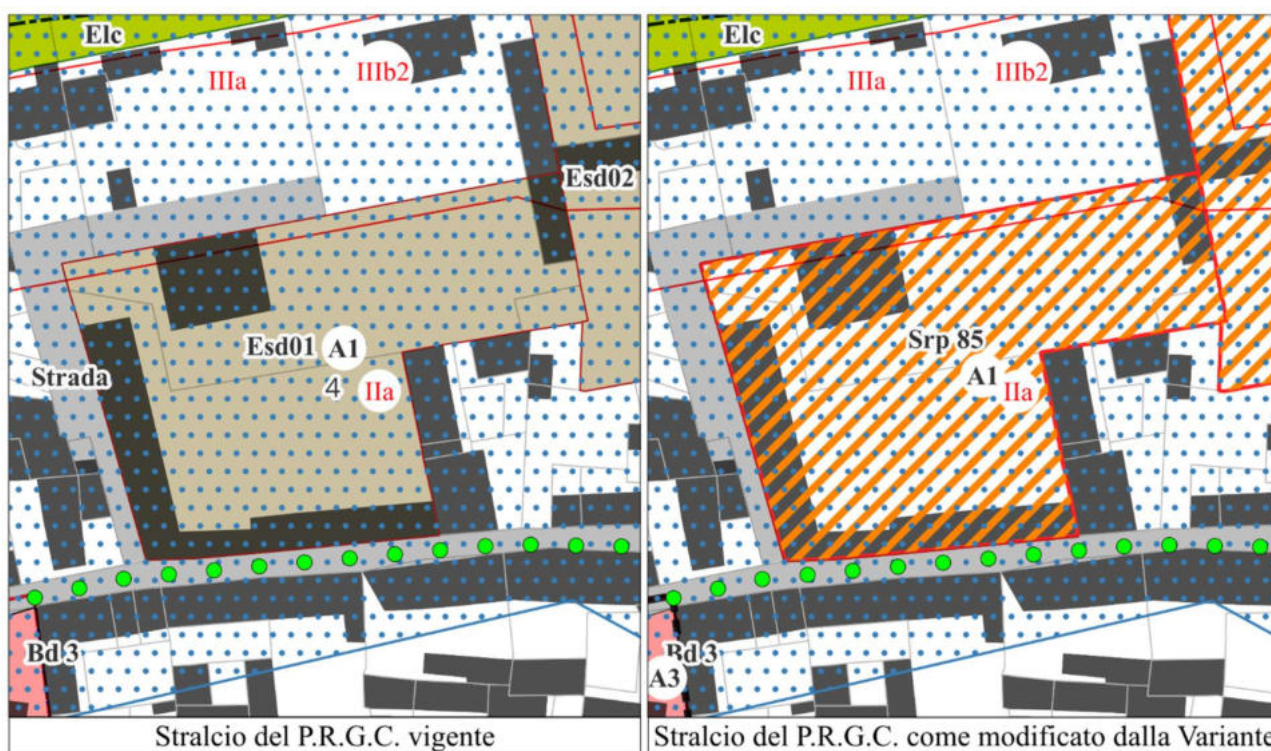 Elc
IIIa
IIIb2
Esd02
Esd01
A1
Strada
4
IIa
Bd 3
Stralcio del P.R.G.C. vigente
Elc
IIIa
IIIb2
Srp 85
A1
IIa
Bd 3
A3
Stralcio del P.R.G.C. come modificato dalla Variante